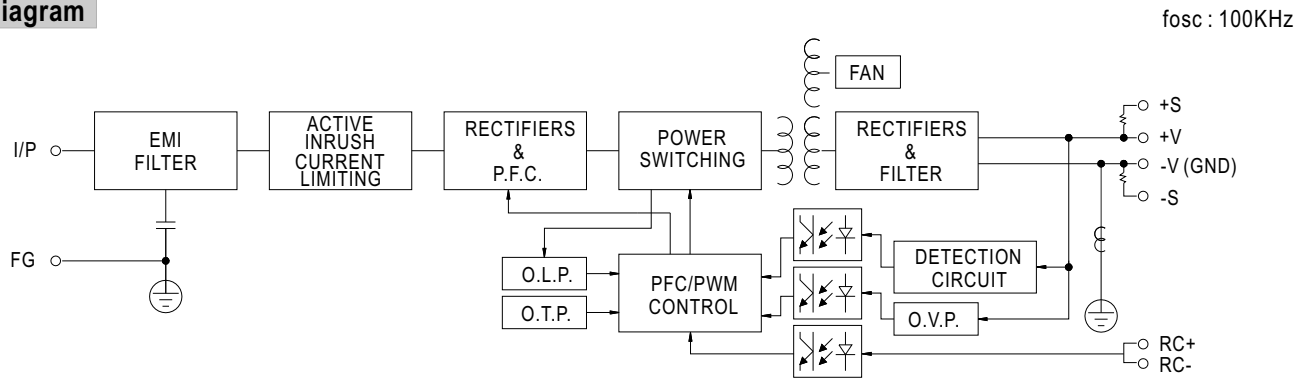 iagram
fosc : 100KHz
FAN
I/P
EMI
FILTER
ACTIVE
INRUSH
CURRENT
LIMITING
RECTIFIERS
&
P.F.C.
POWER
SWITCHING
RECTIFIERS
&
FILTER
+S
+V
-V (GND)
-S
FG
O.L.P.
O.T.P.
PFC/PWM
CONTROL
DETECTION
CIRCUIT
O.V.P.
RC+
RC-